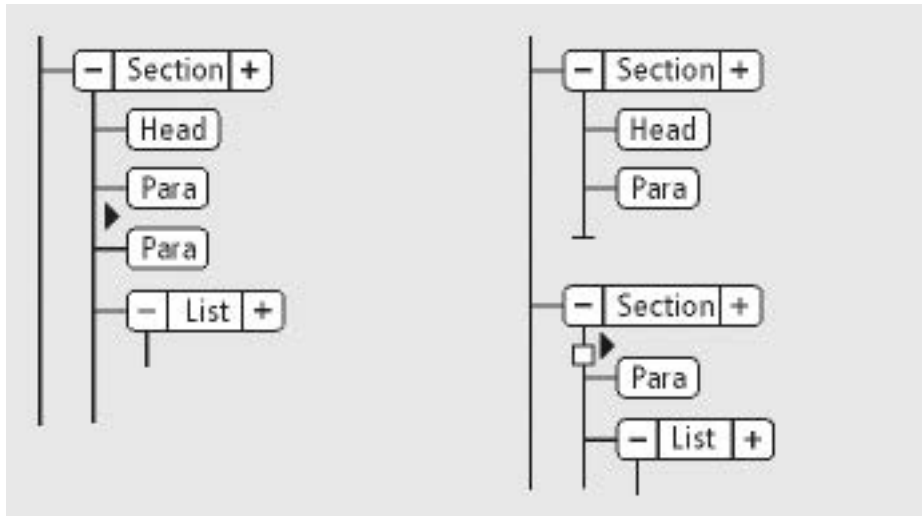 − Section +
Head
Para
Para
− List +
− Section +
Head
Para
− Section +
Para
− List +